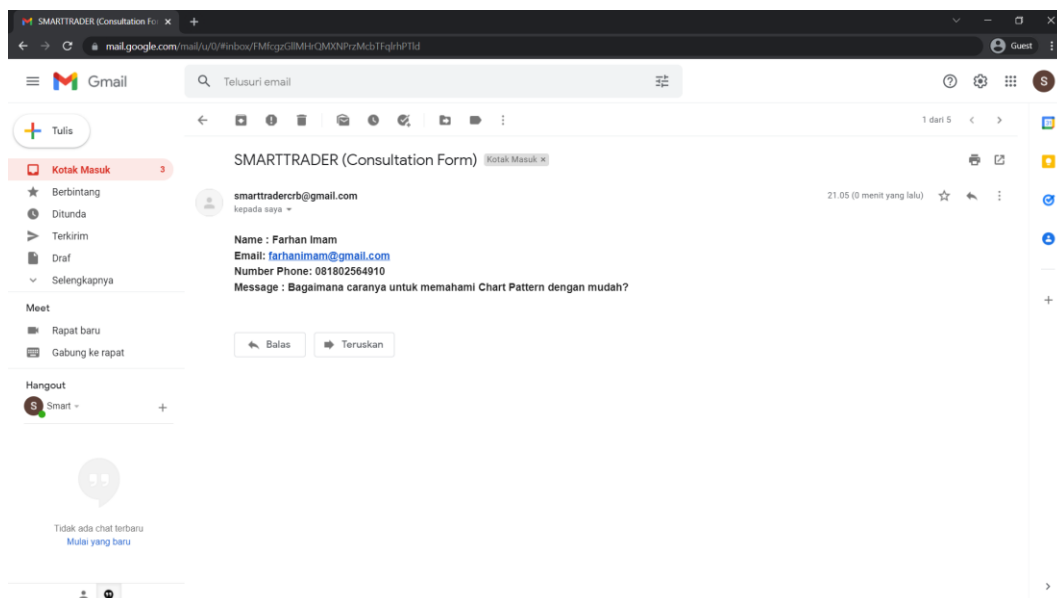 SMARTTRADER (Consultation For
mail.google.com/mail/u/0/#inbox/FMfcgzGllMHrQMXNPrzMcbTFqlrhPTld
Guest
Gmail
Telusuri email
S
Tulis
1 dari 5
Kotak Masuk 3
Berbintang
Ditunda
Terkirim
Draf
Selengkapnya
Meet
Rapat baru
Gabung ke rapat
Hangout
S Smart
Tidak ada chat terbaru
Mulai yang baru
SMARTTRADER (Consultation Form) Kotak Masuk ×
smarttradercrb@gmail.com 21.05 (0 menit yang lalu)
kepada saya
Name : Farhan Imam
Email: farhanimam@gmail.com
Number Phone: 081802564910
Message : Bagaimana caranya untuk memahami Chart Pattern dengan mudah?
Balas Teruskan